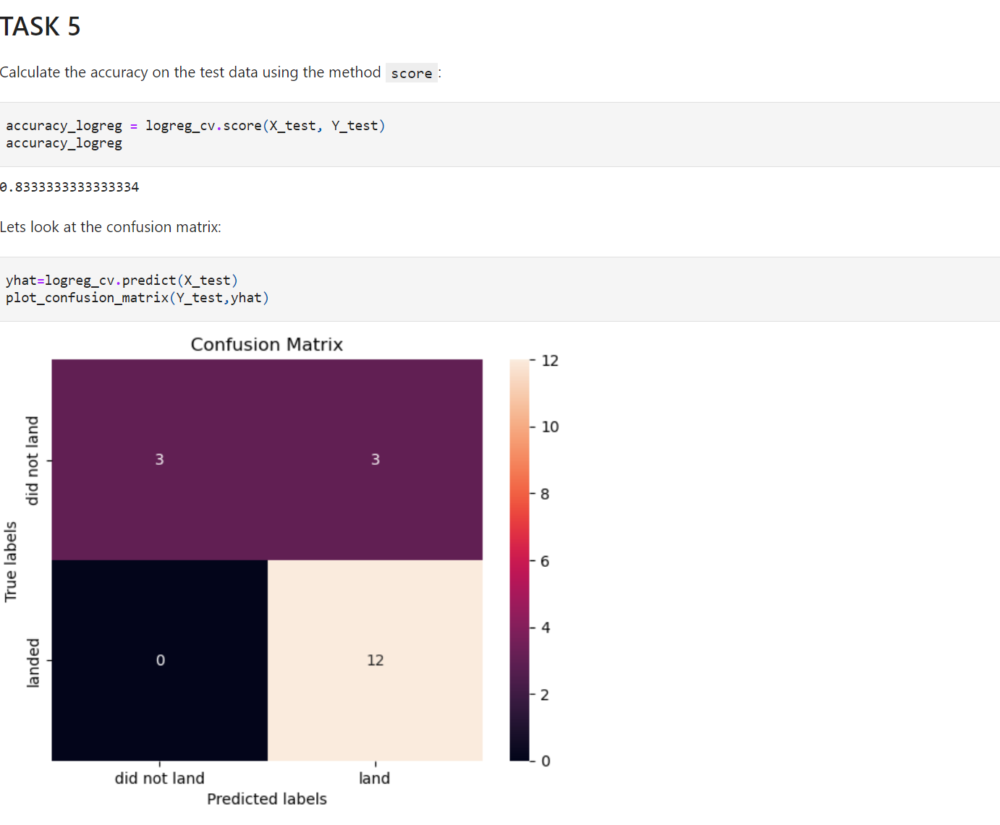 TASK 5
Calculate the accuracy on the test data using the method score:
accuracy_logreg = logreg_cv.score(X_test, Y_test)
accuracy_logreg
0.8333333333333334
Lets look at the confusion matrix:
yhat=logreg_cv.predict(X_test)
plot_confusion_matrix(Y_test,yhat)
Confusion Matrix
True labels
did not land
landed
3
3
0
12
did not land
land
Predicted labels
12
10
8
6
4
2
0